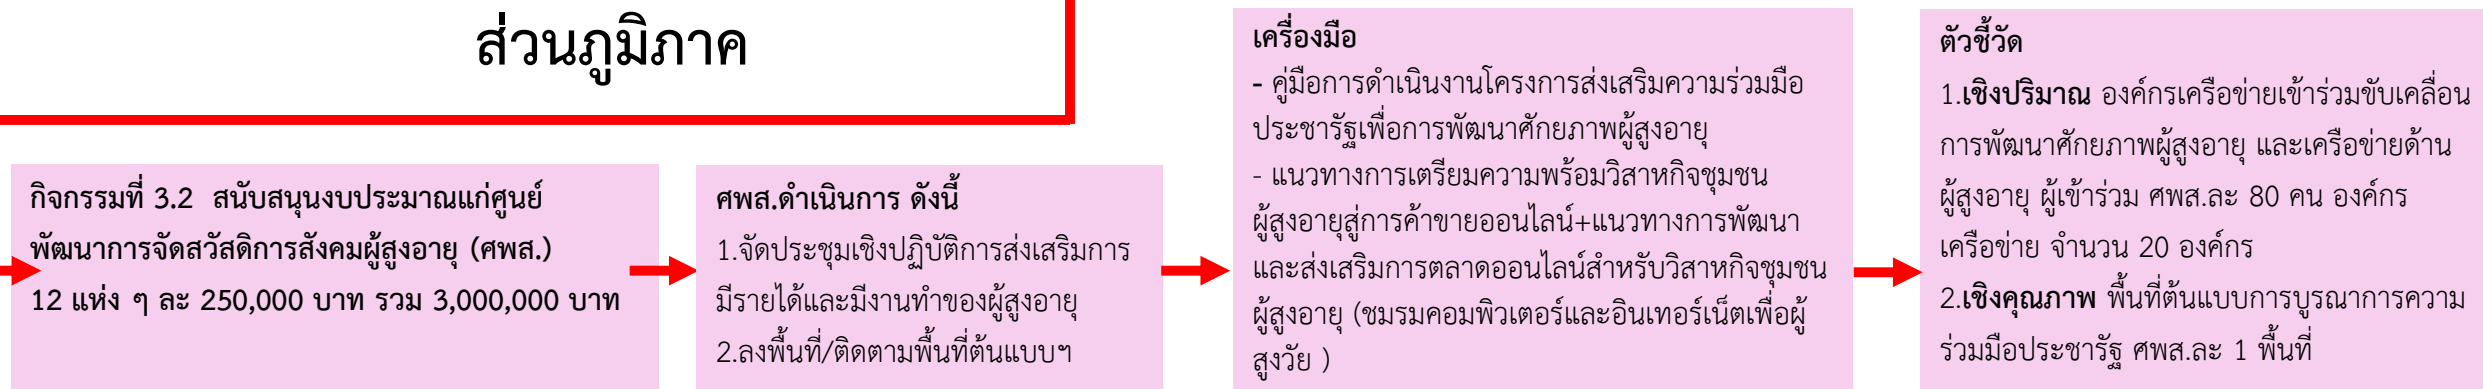 ส่วนภูมิภาค
กิจกรรมที่ 3.2 สนับสนุนงบประมาณแก่ศูนย์
พัฒนาการจัดสวัสดิการสังคมผู้สูงอายุ (ศพส.)
12 แห่ง ๆ ละ 250,000 บาท รวม 3,000,000 บาท
ศพส.ดำเนินการ ดังนี้
1.จัดประชุมเชิงปฏิบัติการส่งเสริมการ
มีรายได้และมีงานทำของผู้สูงอายุ
2.ลงพื้นที่/ติดตามพื้นที่ต้นแบบฯ
เครื่องมือ
- คู่มือการดำเนินงานโครงการส่งเสริมความร่วมมือ
ประชารัฐเพื่อการพัฒนาศักยภาพผู้สูงอายุ
- แนวทางการเตรียมความพร้อมวิสาหกิจชุมชน
ผู้สูงอายุสู่การค้าขายออนไลน์+แนวทางการพัฒนา
และส่งเสริมการตลาดออนไลน์สำหรับวิสาหกิจชุมชน
ผู้สูงอายุ (ชมรมคอมพิวเตอร์และอินเทอร์เน็ตเพื่อผู้
สูงวัย )
ตัวชี้วัด
1.เชิงปริมาณ องค์กรเครือข่ายเข้าร่วมขับเคลื่อน
การพัฒนาศักยภาพผู้สูงอายุ และเครือข่ายด้าน
ผู้สูงอายุ ผู้เข้าร่วม ศพส.ละ 80 คน องค์กร
เครือข่าย จำนวน 20 องค์กร
2.เชิงคุณภาพ พื้นที่ต้นแบบการบูรณาการความ
ร่วมมือประชารัฐ ศพส.ละ 1 พื้นที่